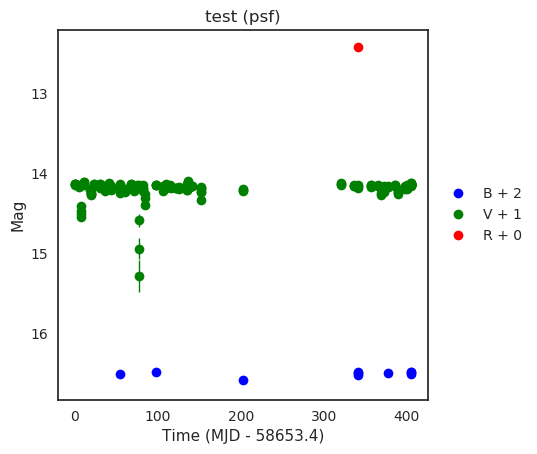 test (psf)
Mag
13
14
15
16
0
100
200
300
400
Time (MJD - 58653.4)
B + 2
V + 1
R + 0